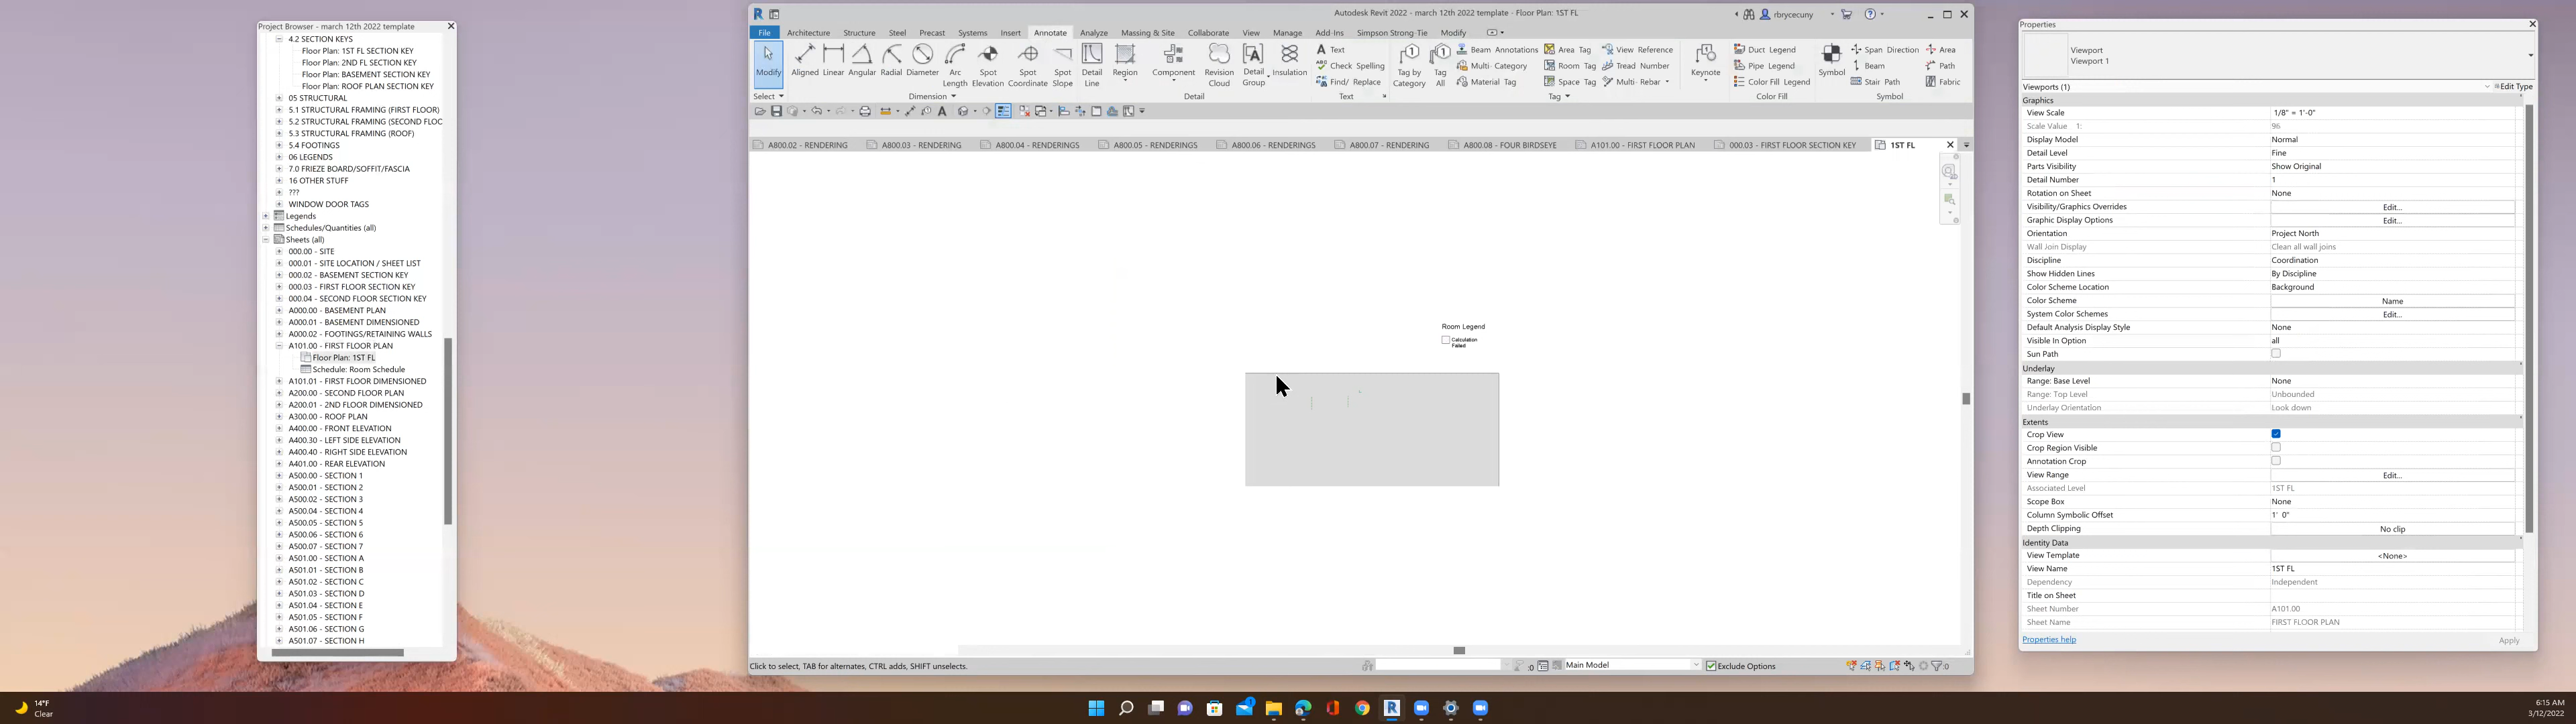 Project Browser - march 12th 2022 template
4.2 SECTION KEYS
Floor Plan: 1ST FL SECTION KEY
Floor Plan: 2ND FL SECTION KEY
Floor Plan: BASEMENT SECTION KEY
Floor Plan: ROOF PLAN SECTION KEY
05 STRUCTURAL
5.1 STRUCTURAL FRAMING (FIRST FLOOR)
5.2 STRUCTURAL FRAMING (SECOND FLOC
5.3 STRUCTURAL FRAMING (ROOF)
5.4 FOOTINGS
06 LEGENDS
7.0 FRIEZE BOARD/SOFFIT/FASCIA
16 OTHER STUFF
???
WINDOW DOOR TAGS
Legends
Schedules/Quantities (all)
Sheets (all)
000.00 - SITE
000.01 - SITE LOCATION / SHEET LIST
000.02 - BASEMENT SECTION KEY
000.03 - FIRST FLOOR SECTION KEY
000.04 - SECOND FLOOR SECTION KEY
A000.00 - BASEMENT PLAN
A000.01 - BASEMENT DIMENSIONED
A000.02 - FOOTINGS/RETAINING WALLS
A101.00 - FIRST FLOOR PLAN
Floor Plan: 1ST FL
Schedule: Room Schedule
A101.01 - FIRST FLOOR DIMENSIONED
A200.00 - SECOND FLOOR PLAN
A200.01 - 2ND FLOOR DIMENSIONED
A300.00 - ROOF PLAN
A400.00 - FRONT ELEVATION
A400.30 - LEFT SIDE ELEVATION
A400.40 - RIGHT SIDE ELEVATION
A401.00 - REAR ELEVATION
A500.00 - SECTION 1
A500.01 - SECTION 2
A500.02 - SECTION 3
A500.04 - SECTION 4
A500.05 - SECTION 5
A500.06 - SECTION 6
A500.07 - SECTION 7
A501.00 - SECTION A
A501.01 - SECTION B
A501.02 - SECTION C
A501.03 - SECTION D
A501.04 - SECTION E
A501.05 - SECTION F
A501.06 - SECTION G
A501.07 - SECTION H
Autodesk Revit 2022 - march 12th 2022 template - Floor Plan: 1ST FL
rbrycecuny
File Architecture Structure Steel Precast Systems Insert Annotate Analyze Massing & Site Collaborate View Manage Add-Ins Simpson Strong-Tie Modify
Modify Aligned Linear Angular Radial Diameter Arc Length Spot Elevation Spot Coordinate Spot Slope Detail Line Region Component Revision Cloud Detail Group Insulation
Text
Check Spelling
Find/ Replace
Tag by Category
Tag All
Beam Annotations
Multi-Category
Material Tag
Area Tag
Room Tag
Space Tag
View Reference
Tread Number
Multi-Rebar
Keynote
Duct Legend
Pipe Legend
Color Fill Legend
Symbol
Span Direction
Beam
Stair Path
Area
Path
Fabric
Select Dimension Detail Text Tag Color Fill Symbol
A800.02 - RENDERING A800.03 - RENDERING A800.04 - RENDERINGS A800.05 - RENDERINGS A800.06 - RENDERINGS A800.07 - RENDERING A800.08 - FOUR BIRDSEYE A101.00 - FIRST FLOOR PLAN 000.03 - FIRST FLOOR SECTION KEY 1ST FL
Room Legend
Calculation
Failed
Click to select, TAB for alternates, CTRL adds, SHIFT unselects.
:0 Main Model Exclude Options :0
Properties
Viewport
Viewport 1
Viewports (1) Edit Type
Graphics
View Scale 1/8" = 1'-0"
Scale Value 1: 96
Display Model Normal
Detail Level Fine
Parts Visibility Show Original
Detail Number 1
Rotation on Sheet None
Visibility/Graphics Overrides Edit...
Graphic Display Options Edit...
Orientation Project North
Wall Join Display Clean all wall joins
Discipline Coordination
Show Hidden Lines By Discipline
Color Scheme Location Background
Color Scheme Name
System Color Schemes Edit...
Default Analysis Display Style None
Visible In Option all
Sun Path
Underlay
Range: Base Level None
Range: Top Level Unbounded
Underlay Orientation Look down
Extents
Crop View
Crop Region Visible
Annotation Crop
View Range Edit...
Associated Level 1ST FL
Scope Box None
Column Symbolic Offset 1' 0"
Depth Clipping No clip
Identity Data
View Template <None>
View Name 1ST FL
Dependency Independent
Title on Sheet
Sheet Number A101.00
Sheet Name FIRST FLOOR PLAN
Properties help Apply
14°F
Clear
6:15 AM
3/12/2022